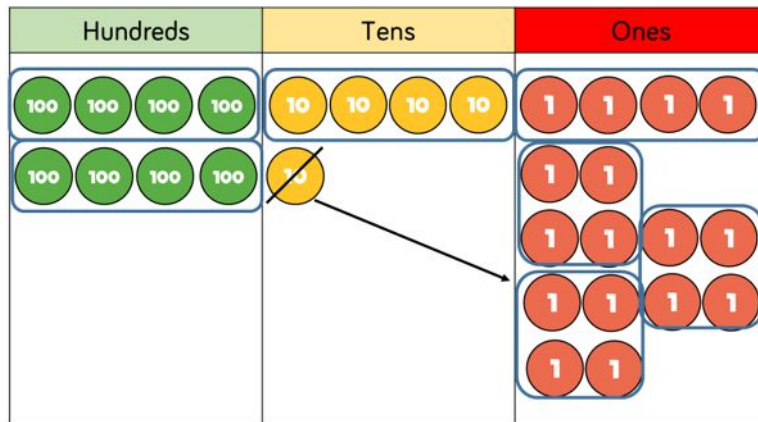 Hundreds Tens Ones
100 100 100 100 10 10 10 10 1 1 1 1
100 100 100 100 10 1 1
1 1 1 1
1 1 1 1
1 1